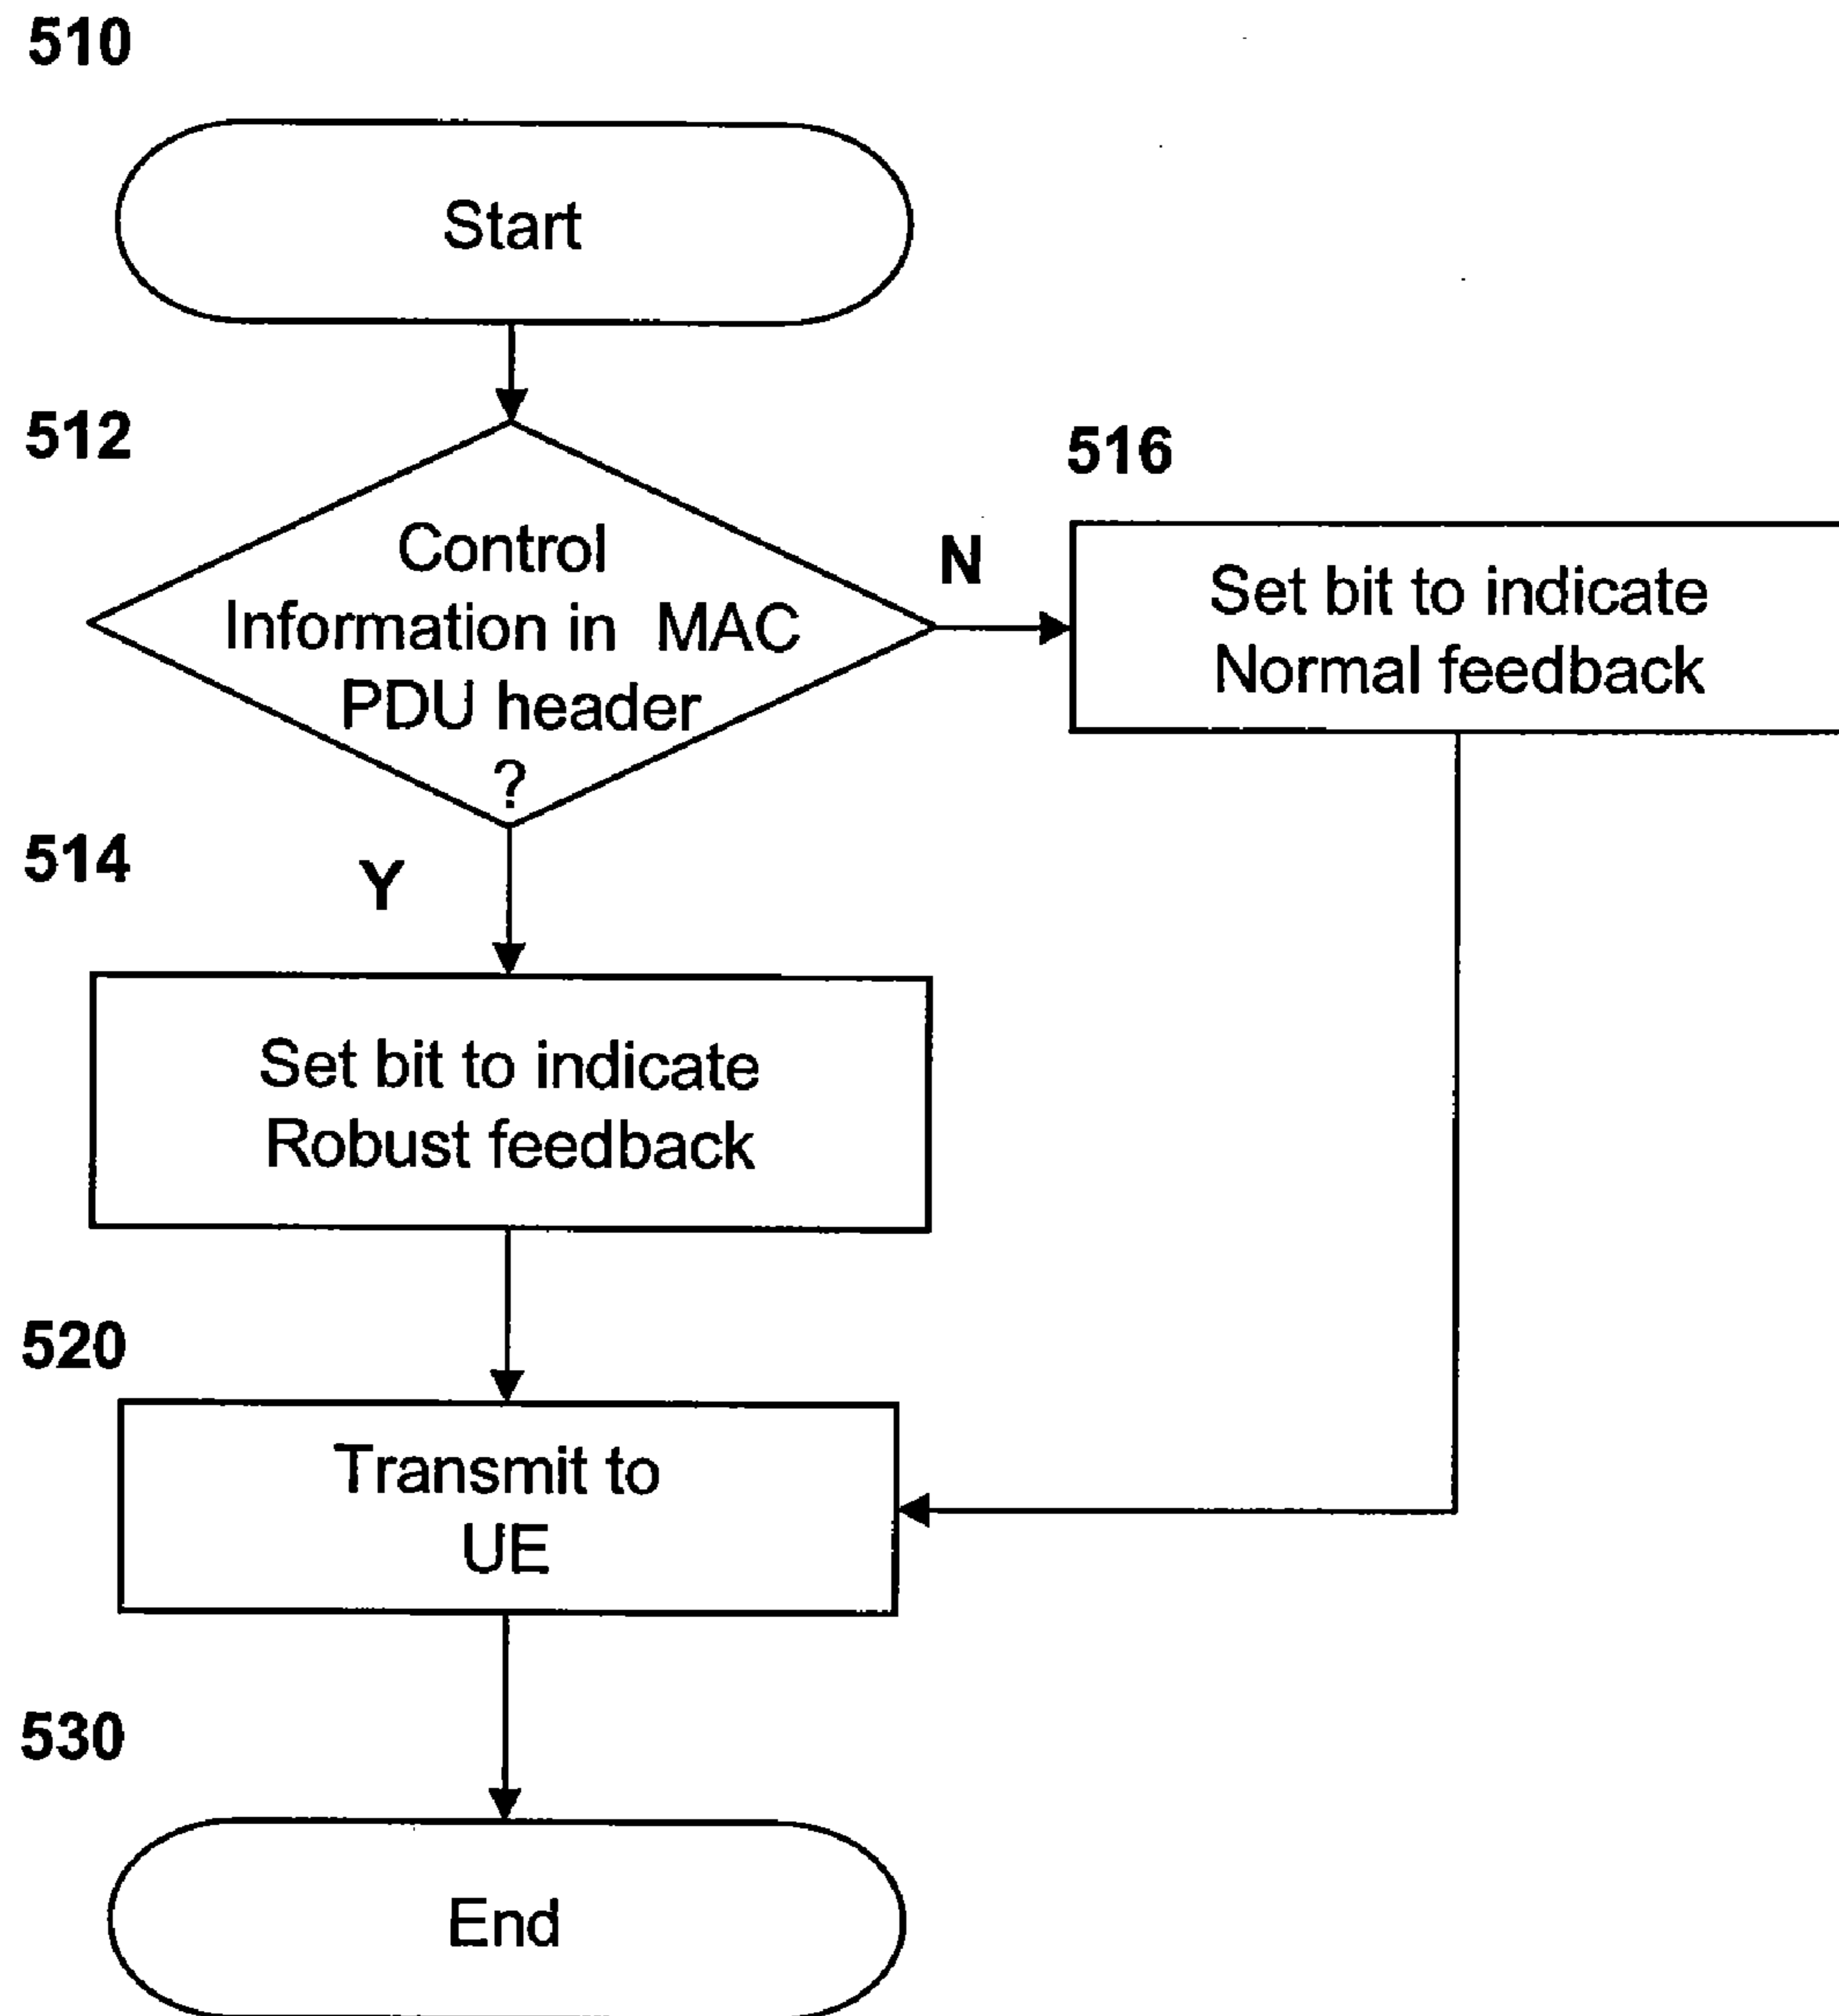 510
Start
512
Control
Information in MAC
PDU header
?
N
516
Set bit to indicate
Normal feedback
514
Y
Set bit to indicate
Robust feedback
520
Transmit to
UE
530
End